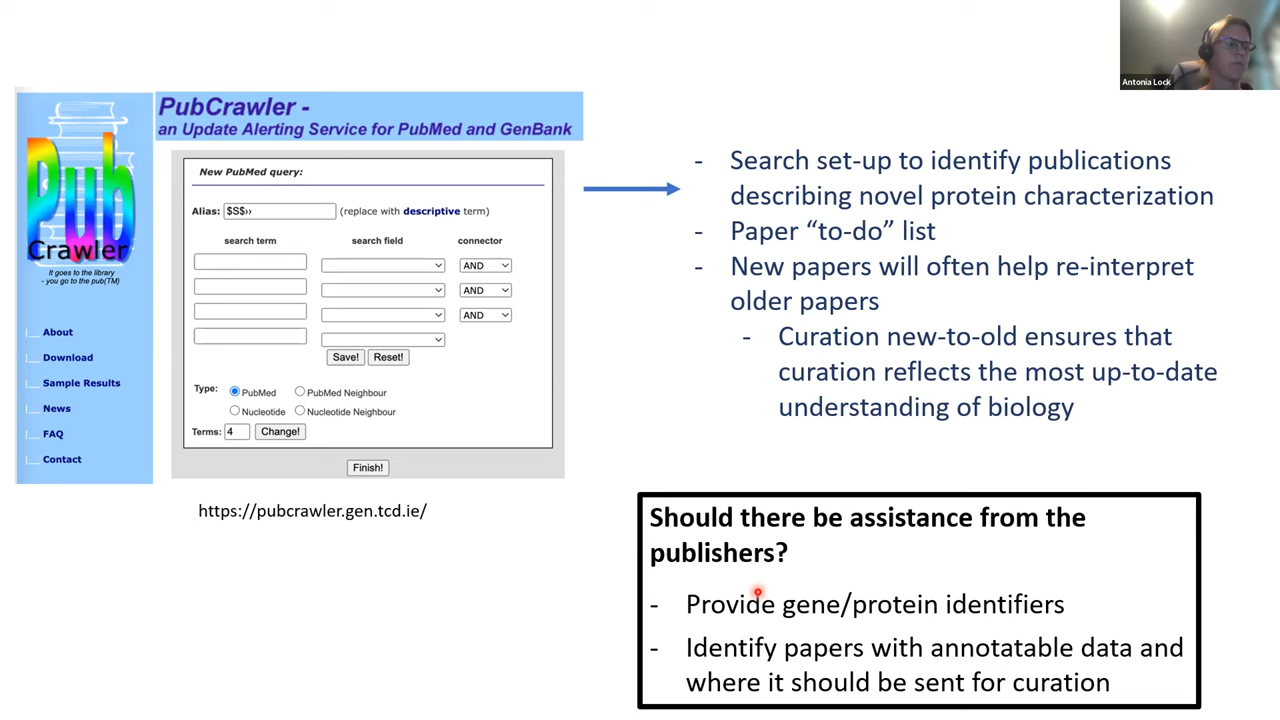 Antonia Lock
Pub
Crawler
It goes to the library
- you go to the pub(TM)
About
Download
Sample Results
News
FAQ
Contact
PubCrawler -
an Update Alerting Service for PubMed and GenBank
New PubMed query:
Alias: $S$›› (replace with descriptive term)
search term search field connector
AND
AND
AND
Save! Reset!
Type: PubMed PubMed Neighbour
Nucleotide Nucleotide Neighbour
Terms: 4 Change!
Finish!
https://pubcrawler.gen.tcd.ie/
- Search set-up to identify publications
describing novel protein characterization
- Paper “to-do” list
- New papers will often help re-interpret
older papers
- Curation new-to-old ensures that
curation reflects the most up-to-date
understanding of biology
Should there be assistance from the
publishers?
- Provide gene/protein identifiers
- Identify papers with annotatable data and
where it should be sent for curation